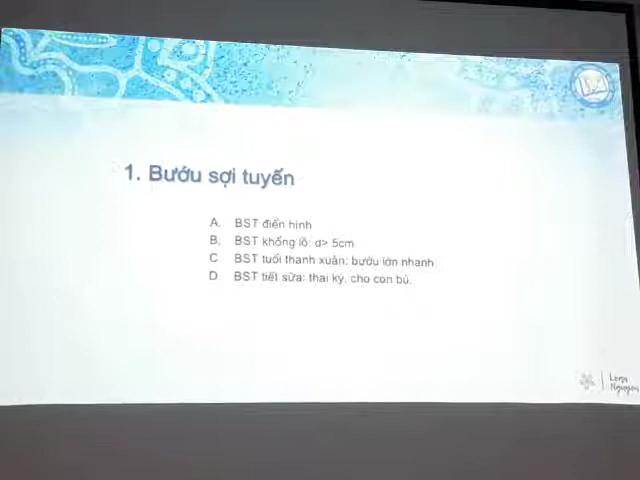 1. Bướu sợi tuyến
A. BST điển hình
B. BST khổng lồ: d> 5cm
C. BST tuổi thanh xuân: bướu lớn nhanh
D. BST tiết sữa: thai kỳ, cho con bú.
Nguyen